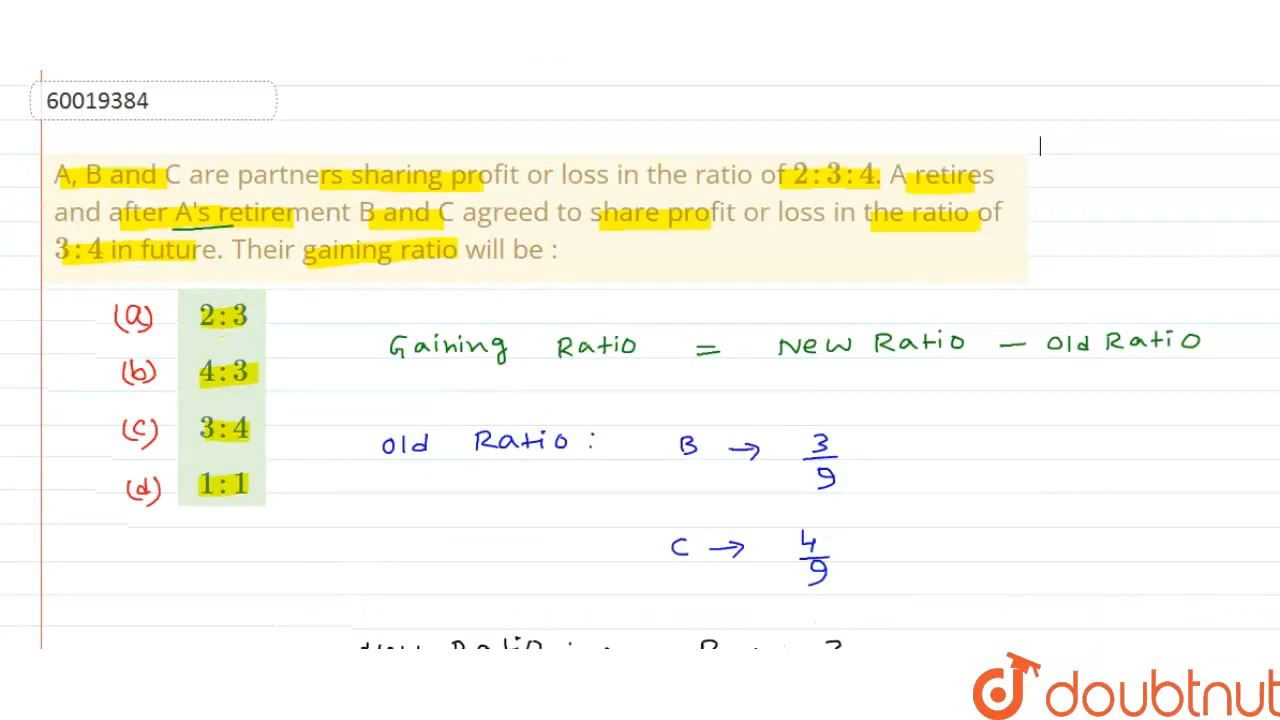 60019384
A, B and C are partners sharing profit or loss in the ratio of 2 : 3 : 4. A retires
and after A's retirement B and C agreed to share profit or loss in the ratio of
3 : 4 in future. Their gaining ratio will be :
(a) 2 : 3
Gaining Ratio = New Ratio - old Ratio
(b) 4 : 3
(c) 3 : 4
old Ratio : B → 3/9
(d) 1 : 1
C → 4/9
doubtnut